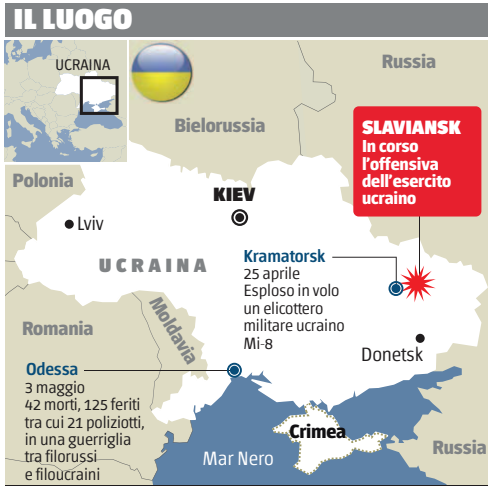 IL LUOGO
UCRAINA
Russia
Bielorussia
SLAVIANSK
In corso
l'offensiva
dell'esercito
ucraino
Polonia
KIEV
Lviv
UCRAINA
Kramatorsk
25 aprile
Esploso in volo
un elicottero
militare ucraino
Mi-8
Moldavia
Romania
Donetsk
Odessa
3 maggio
42 morti, 125 feriti
tra cui 21 poliziotti,
in una guerriglia
tra filorussi
e filoucraini
Crimea
Mar Nero
Russia